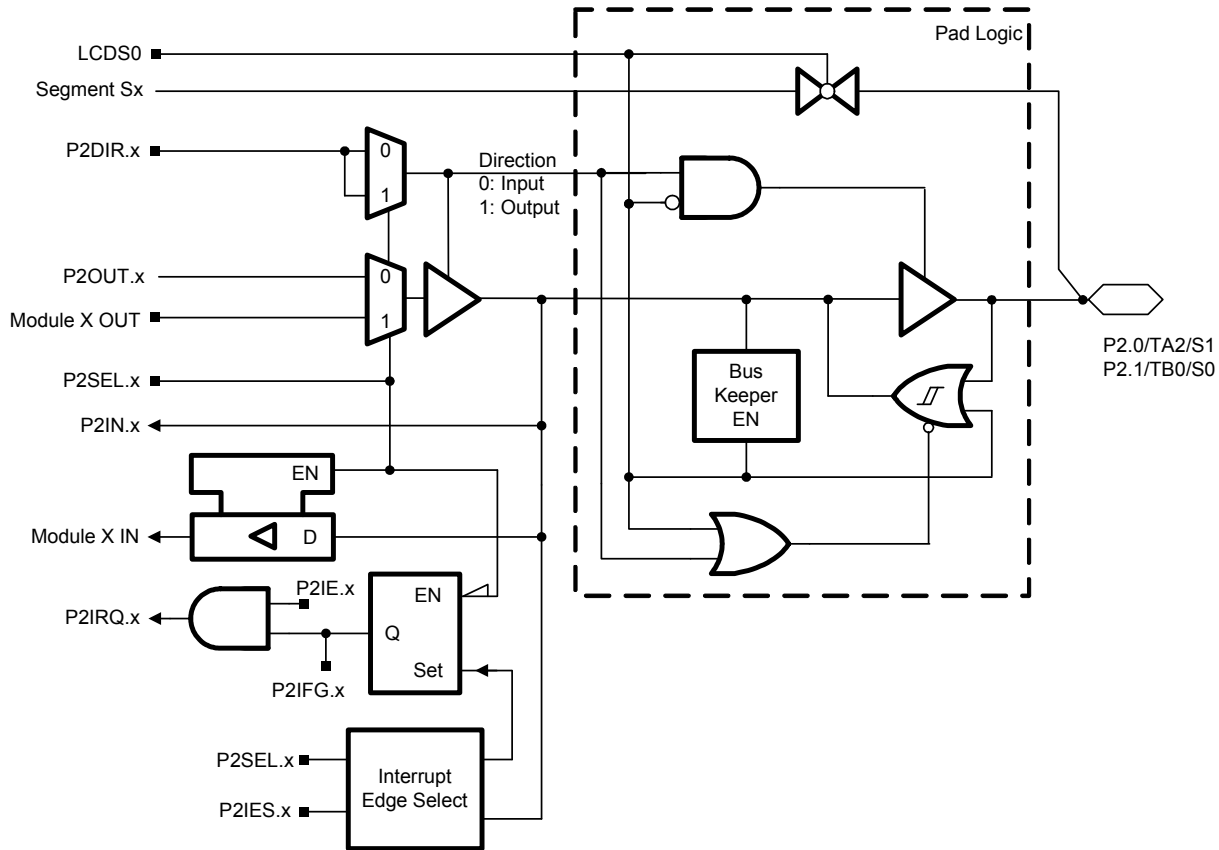 Pad Logic
LCDS0
Segment Sx
P2DIR.x
0
1
Direction
0: Input
1: Output
P2OUT.x
0
Module X OUT
1
P2SEL.x
P2.0/TA2/S1
P2.1/TB0/S0
Bus
Keeper
EN
P2IN.x
EN
Module X IN
D
P2IE.x
EN
P2IRQ.x
Q
Set
P2IFG.x
P2SEL.x
Interrupt
Edge Select
P2IES.x